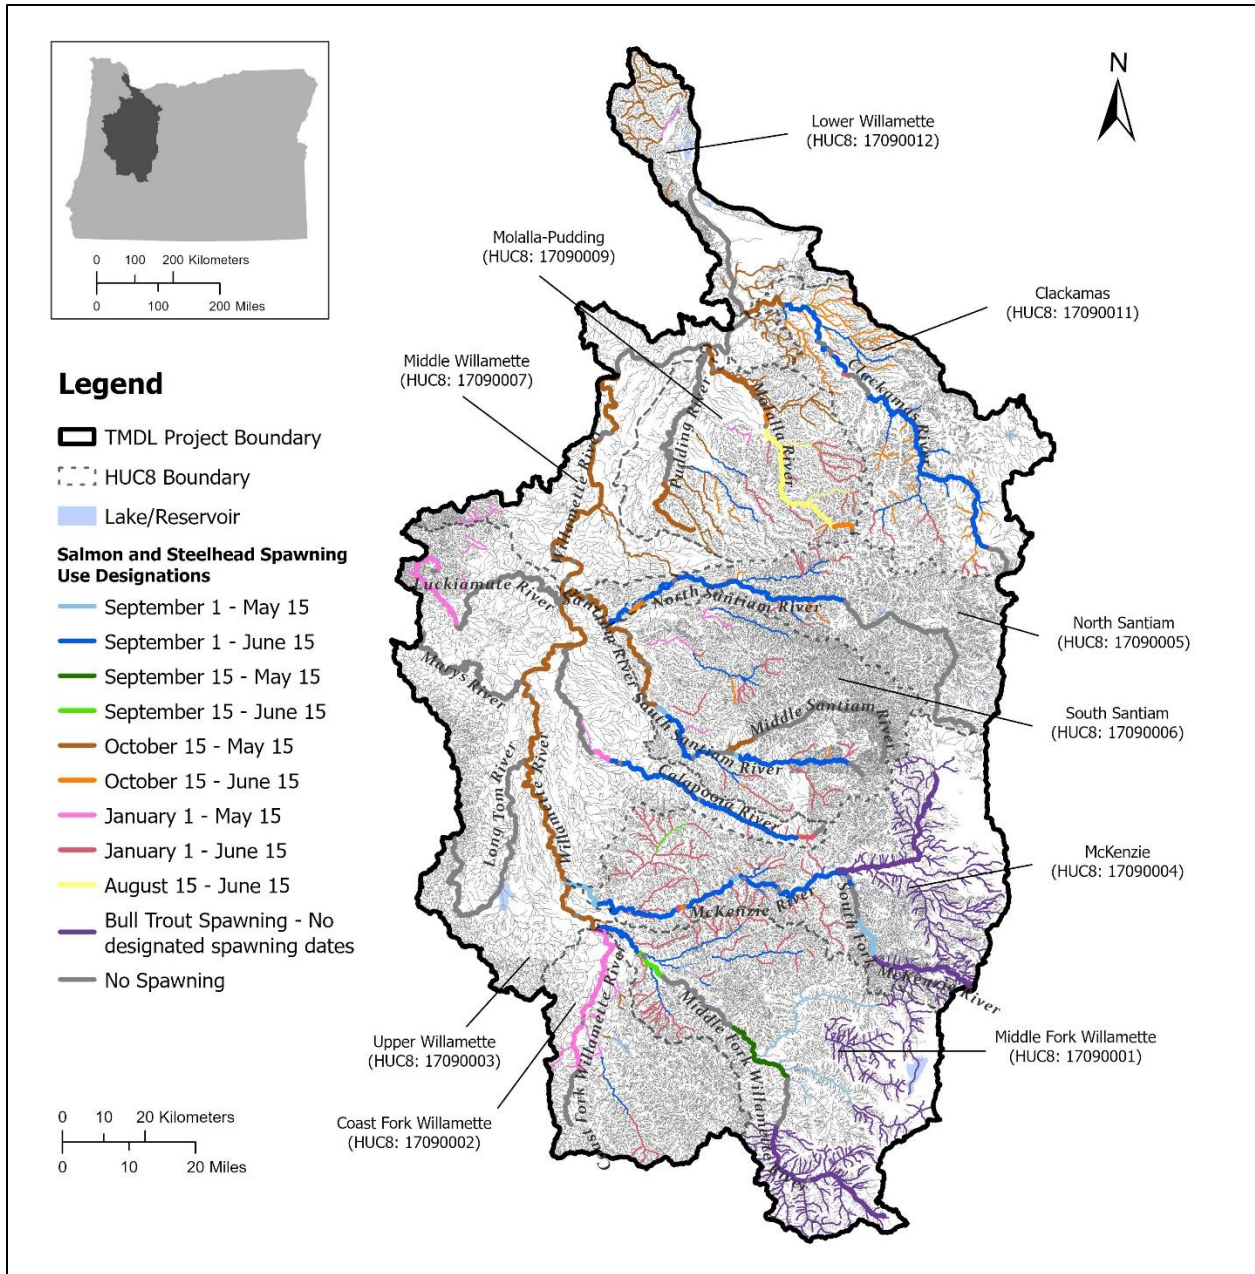 N
Lower Willamette
(HUC8: 17090012)
Molalla-Pudding
(HUC8: 17090009)
0 100 200 Kilometers
0 100 200 Miles
Clackamas
(HUC8: 17090011)
Middle Willamette
(HUC8: 17090007)
Legend
TMDL Project Boundary
HUC8 Boundary
Lake/Reservoir
Salmon and Steelhead Spawning
Use Designations
September 1 - May 15
September 1 - June 15
September 15 - May 15
September 15 - June 15
October 15 - May 15
October 15 - June 15
January 1 - May 15
January 1 - June 15
August 15 - June 15
Bull Trout Spawning - No
designated spawning dates
No Spawning
Clackamas River
Molalla River
Pudding River
Willamette River
Luckiamute River
Santiam River
North Santiam River
North Santiam
(HUC8: 17090005)
Marys River
South Santiam River
Middle Santiam River
South Santiam
(HUC8: 17090006)
Calapooia River
Long Tom River
Willamette River
McKenzie
(HUC8: 17090004)
McKenzie River
South Fork McKenzie River
Upper Willamette
(HUC8: 17090003)
Middle Fork Willamette
(HUC8: 17090001)
Coast Fork Willamette River
Middle Fork Willamette River
Coast Fork Willamette
(HUC8: 17090002)
0 10 20 Kilometers
0 10 20 Miles